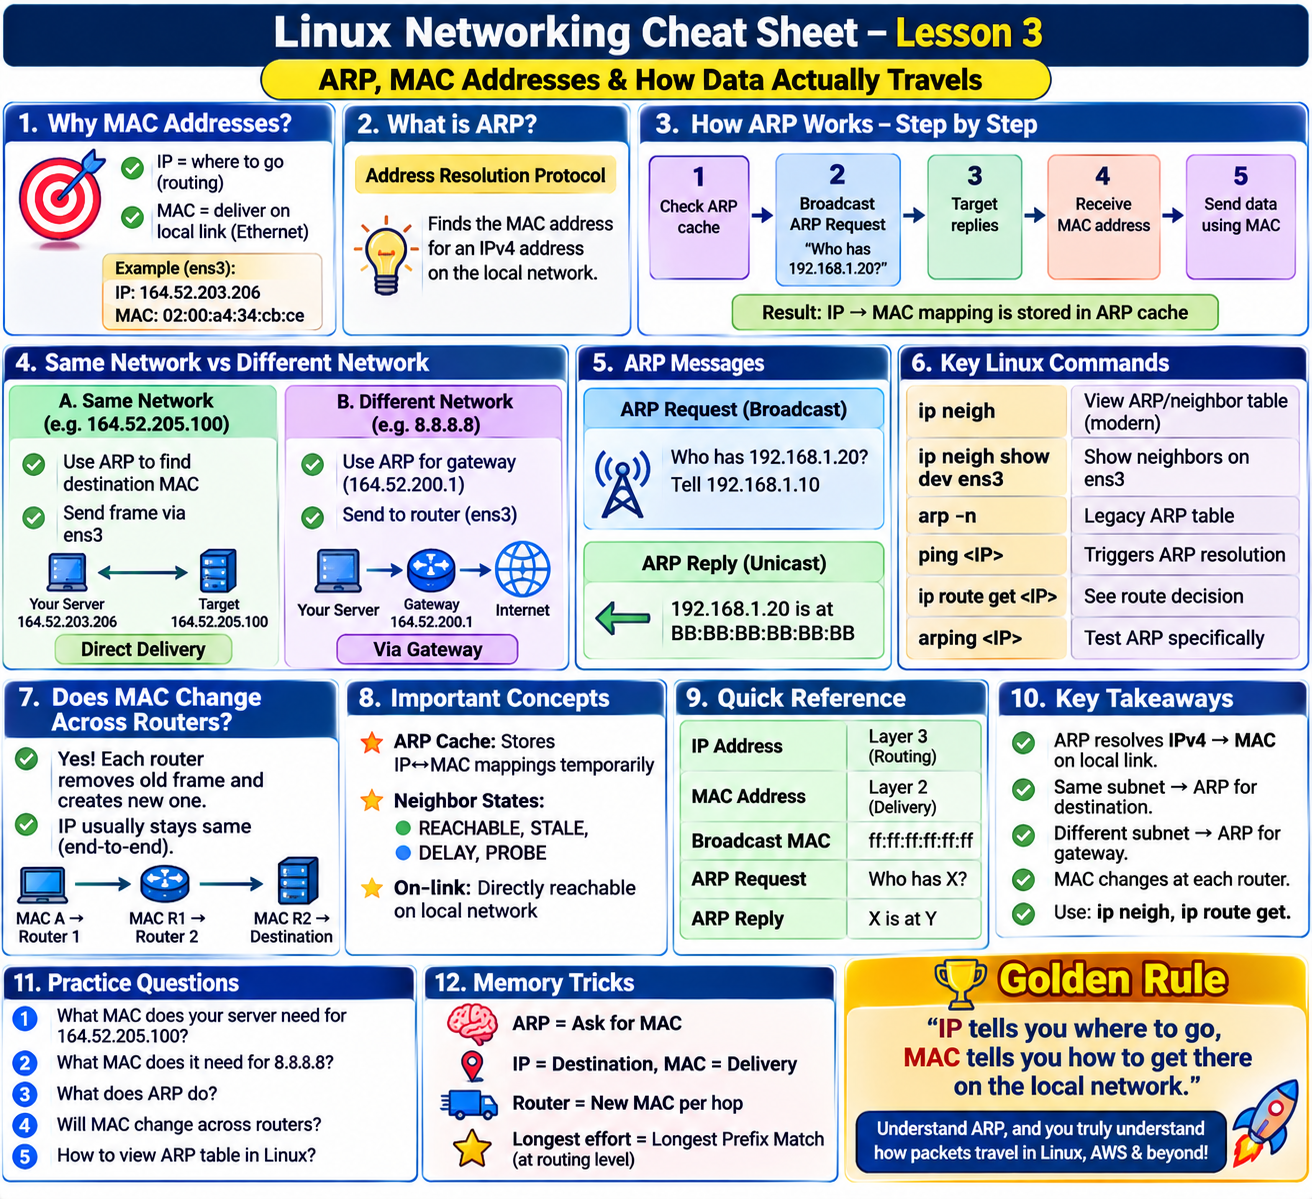 Linux Networking Cheat Sheet – Lesson 3
ARP, MAC Addresses & How Data Actually Travels
1. Why MAC Addresses?
IP = where to go
(routing)
MAC = deliver on
local link (Ethernet)
Example (ens3):
IP: 164.52.203.206
MAC: 02:00:a4:34:cb:ce
2. What is ARP?
Address Resolution Protocol
Finds the MAC address
for an IPv4 address
on the local network.
3. How ARP Works – Step by Step
1
Check ARP
cache
2
Broadcast
ARP Request
“Who has
192.168.1.20?”
3
Target
replies
4
Receive
MAC address
5
Send data
using MAC
Result: IP → MAC mapping is stored in ARP cache
4. Same Network vs Different Network
A. Same Network
(e.g. 164.52.205.100)
Use ARP to find
destination MAC
Send frame via
ens3
Your Server
164.52.203.206
Target
164.52.205.100
Direct Delivery
B. Different Network
(e.g. 8.8.8.8)
Use ARP for gateway
(164.52.200.1)
Send to router (ens3)
Your Server
Gateway
164.52.200.1
Internet
Via Gateway
5. ARP Messages
ARP Request (Broadcast)
Who has 192.168.1.20?
Tell 192.168.1.10
ARP Reply (Unicast)
192.168.1.20 is at
BB:BB:BB:BB:BB:BB
6. Key Linux Commands
ip neigh
View ARP/neighbor table
(modern)
ip neigh show
dev ens3
Show neighbors on
ens3
arp -n
Legacy ARP table
ping <IP>
Triggers ARP resolution
ip route get <IP>
See route decision
arping <IP>
Test ARP specifically
7. Does MAC Change
Across Routers?
Yes! Each router
removes old frame and
creates new one.
IP usually stays same
(end-to-end).
MAC A →
Router 1
MAC R1 →
Router 2
MAC R2 →
Destination
8. Important Concepts
ARP Cache: Stores
IP↔MAC mappings temporarily
Neighbor States:
REACHABLE, STALE,
DELAY, PROBE
On-link: Directly reachable
on local network
9. Quick Reference
IP Address
Layer 3
(Routing)
MAC Address
Layer 2
(Delivery)
Broadcast MAC
ff:ff:ff:ff:ff:ff
ARP Request
Who has X?
ARP Reply
X is at Y
10. Key Takeaways
ARP resolves IPv4 → MAC
on local link.
Same subnet → ARP for
destination.
Different subnet → ARP for
gateway.
MAC changes at each router.
Use: ip neigh, ip route get.
11. Practice Questions
1 What MAC does your server need for
164.52.205.100?
2 What MAC does it need for 8.8.8.8?
3 What does ARP do?
4 Will MAC change across routers?
5 How to view ARP table in Linux?
12. Memory Tricks
ARP = Ask for MAC
IP = Destination, MAC = Delivery
Router = New MAC per hop
Longest effort = Longest Prefix Match
(at routing level)
Golden Rule
“IP tells you where to go,
MAC tells you how to get there
on the local network.”
Understand ARP, and you truly understand
how packets travel in Linux, AWS & beyond!